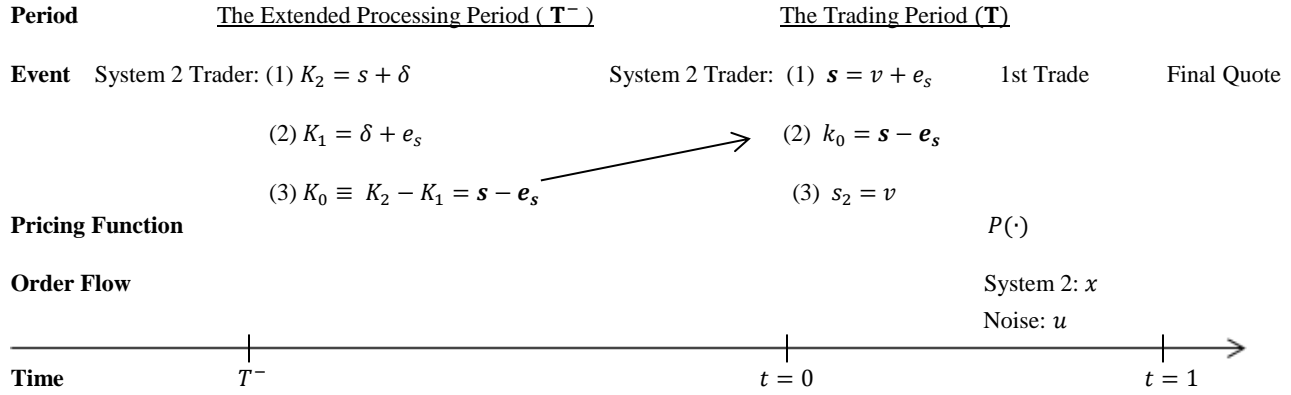 Period The Extended Processing Period ( T⁻ ) The Trading Period (T)
Event System 2 Trader: (1) K₂ = s + δ System 2 Trader: (1) s = v + eₛ 1st Trade Final Quote
(2) K₁ = δ + eₛ (2) k₀ = s − eₛ
(3) K₀ ≡ K₂ − K₁ = s − eₛ (3) s₂ = v
Pricing Function P(·)
Order Flow System 2: x
Noise: u
Time T⁻ t = 0 t = 1